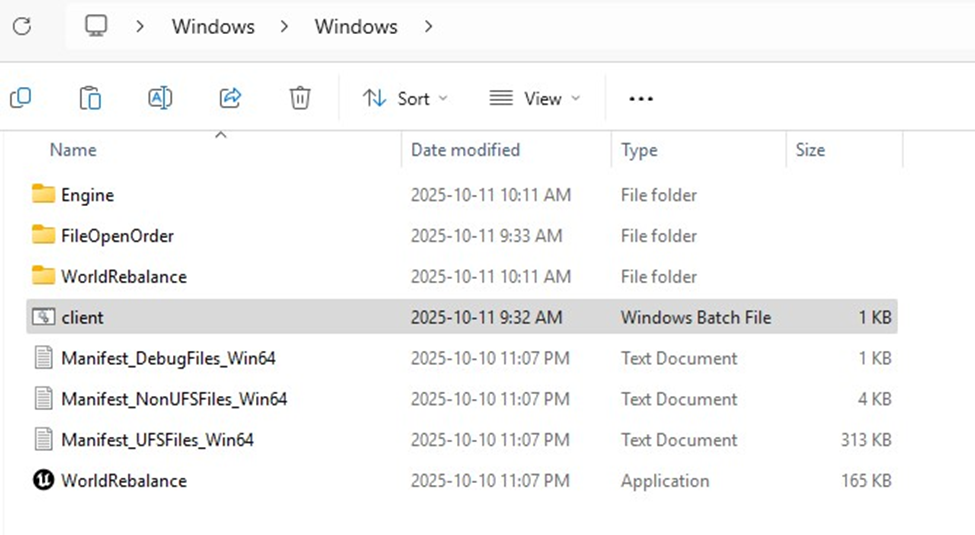 Windows > Windows >
Sort View ...
Name Date modified Type Size
Engine 2025-10-11 10:11 AM File folder
FileOpenOrder 2025-10-11 9:33 AM File folder
WorldRebalance 2025-10-11 10:11 AM File folder
client 2025-10-11 9:32 AM Windows Batch File 1 KB
Manifest_DebugFiles_Win64 2025-10-10 11:07 PM Text Document 1 KB
Manifest_NonUFSFiles_Win64 2025-10-10 11:07 PM Text Document 4 KB
Manifest_UFSFiles_Win64 2025-10-10 11:07 PM Text Document 313 KB
WorldRebalance 2025-10-10 11:07 PM Application 165 KB